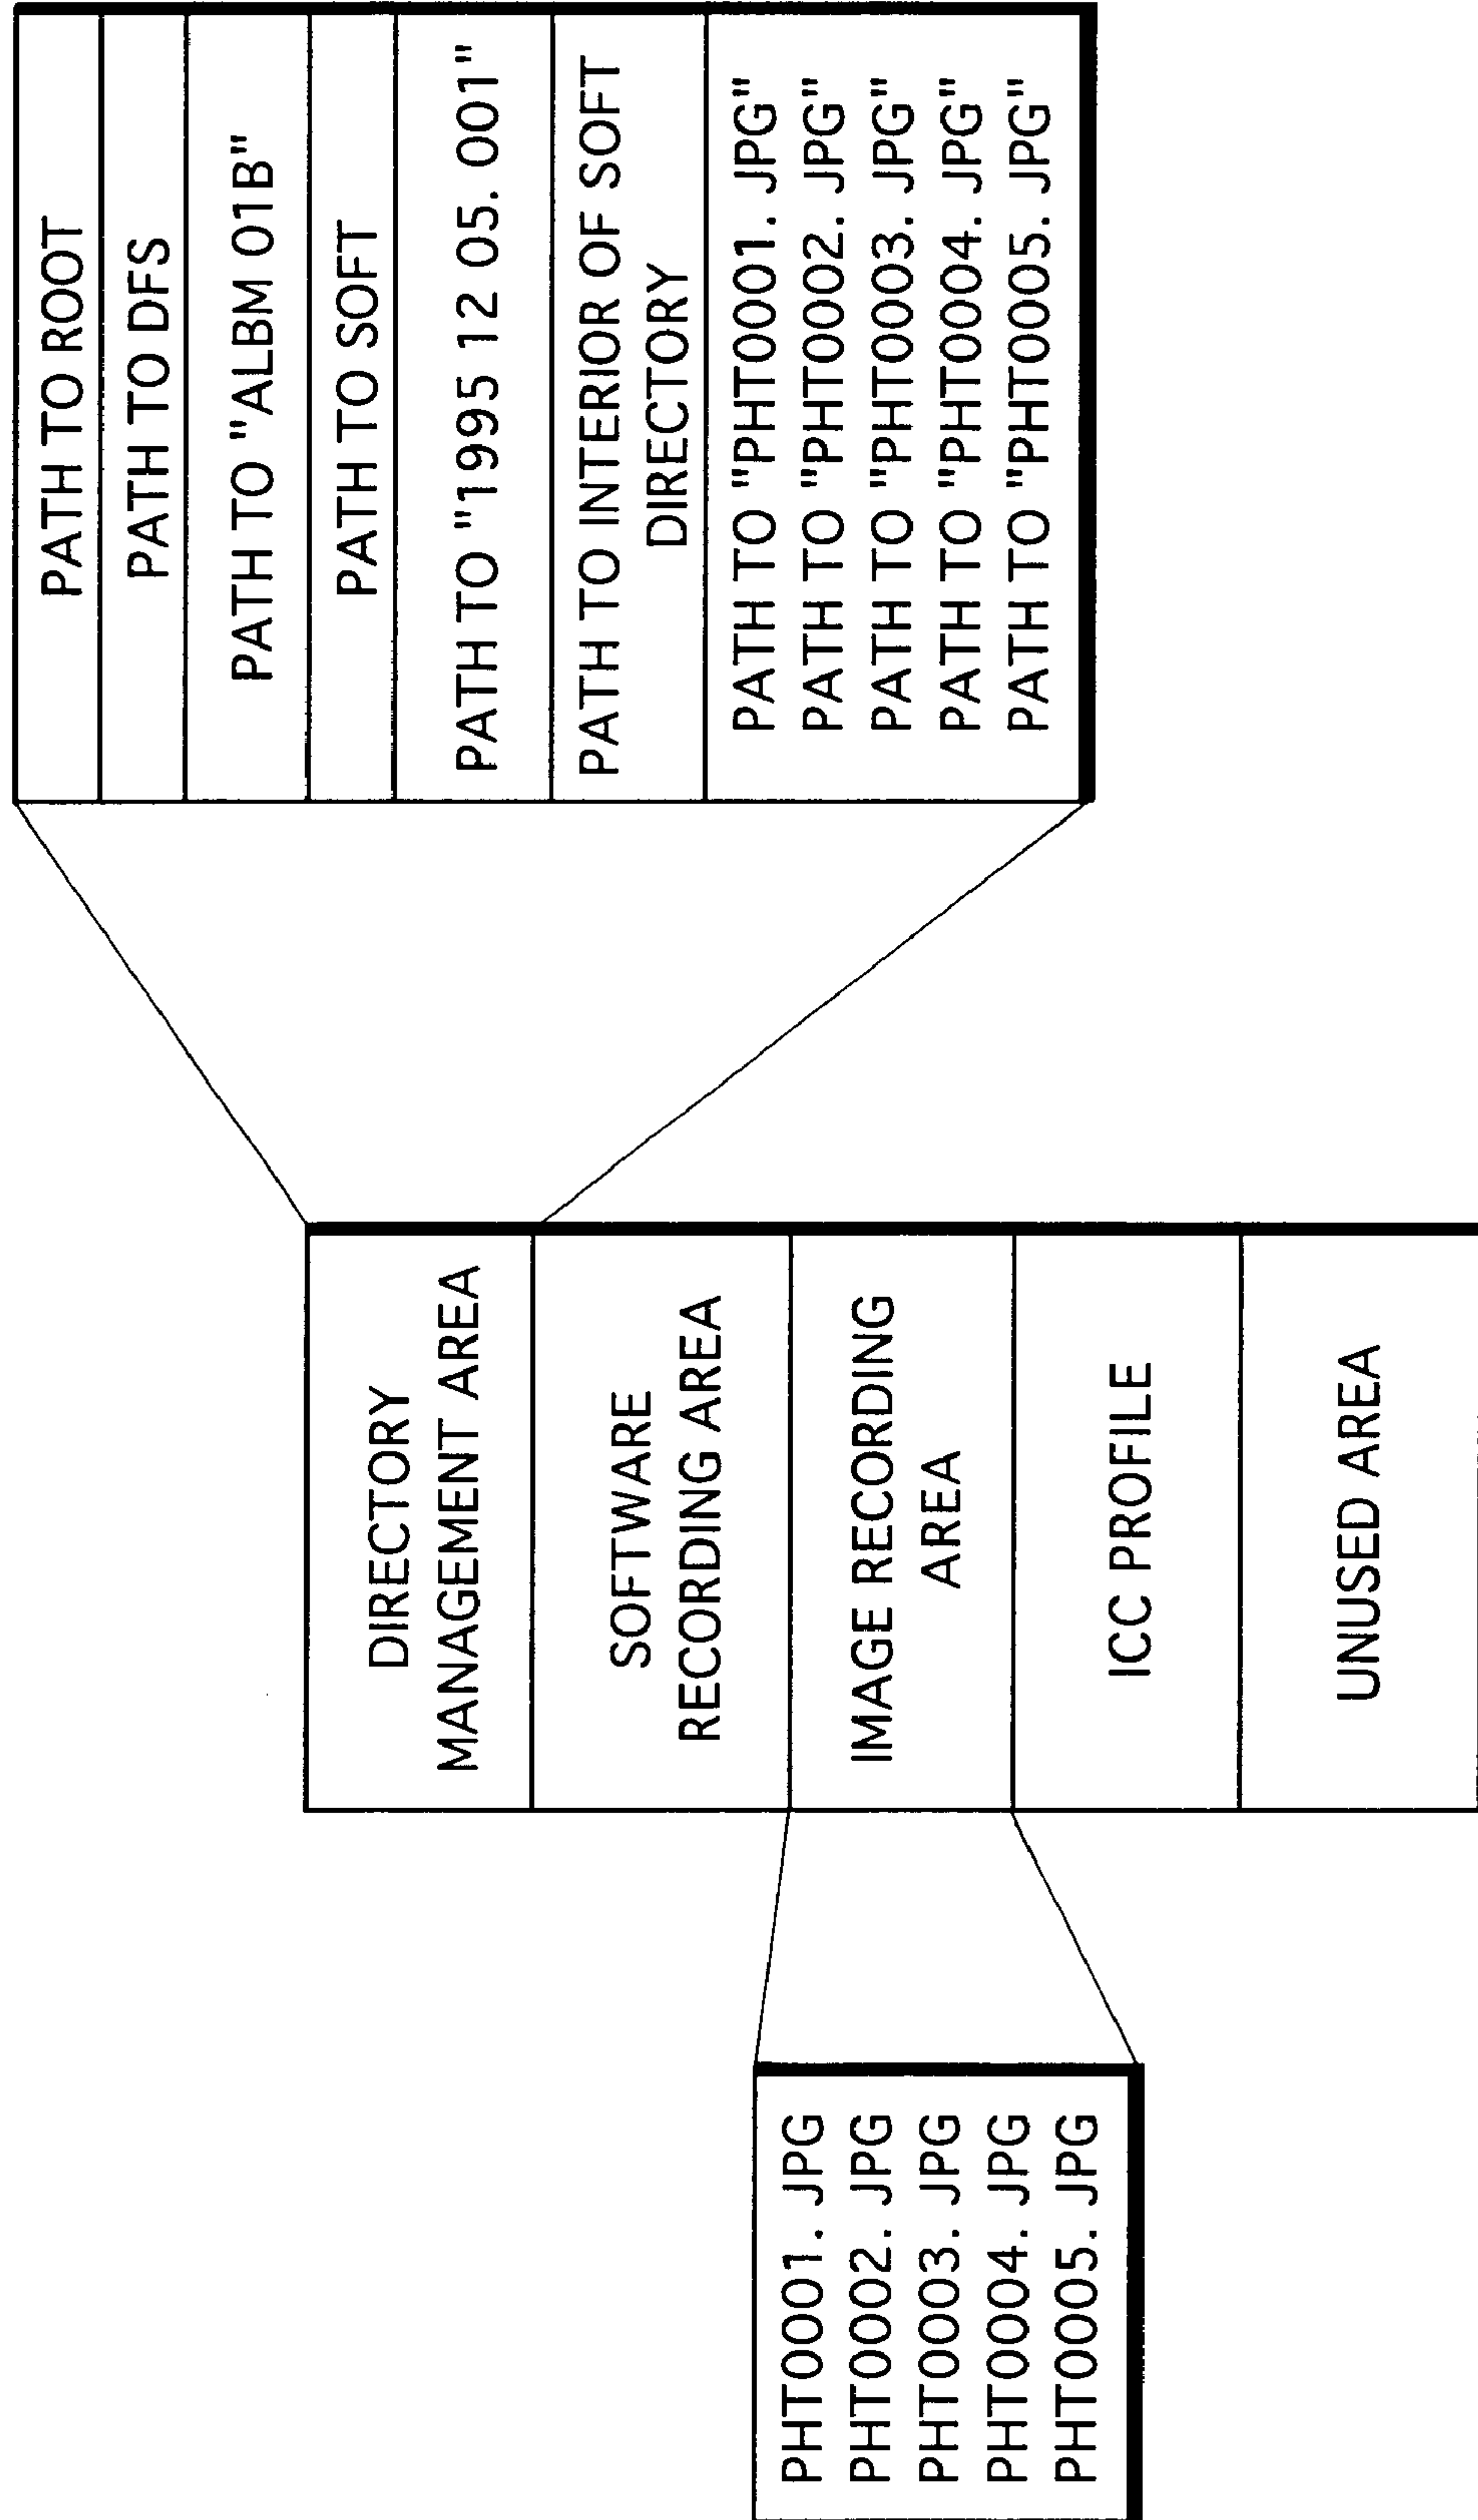 PHT0001. JPG
PHT0002. JPG
PHT0003. JPG
PHT0004. JPG
PHT0005. JPG
DIRECTORY
MANAGEMENT AREA
SOFTWARE
RECORDING AREA
IMAGE RECORDING
AREA
ICC PROFILE
UNUSED AREA
PATH TO ROOT
PATH TO DFS
PATH TO "ALBM 01B"
PATH TO SOFT
PATH TO "1995 12 05. 001"
PATH TO INTERIOR OF SOFT
DIRECTORY
PATH TO "PHT0001. JPG"
PATH TO "PHT0002. JPG"
PATH TO "PHT0003. JPG"
PATH TO "PHT0004. JPG"
PATH TO "PHT0005. JPG"